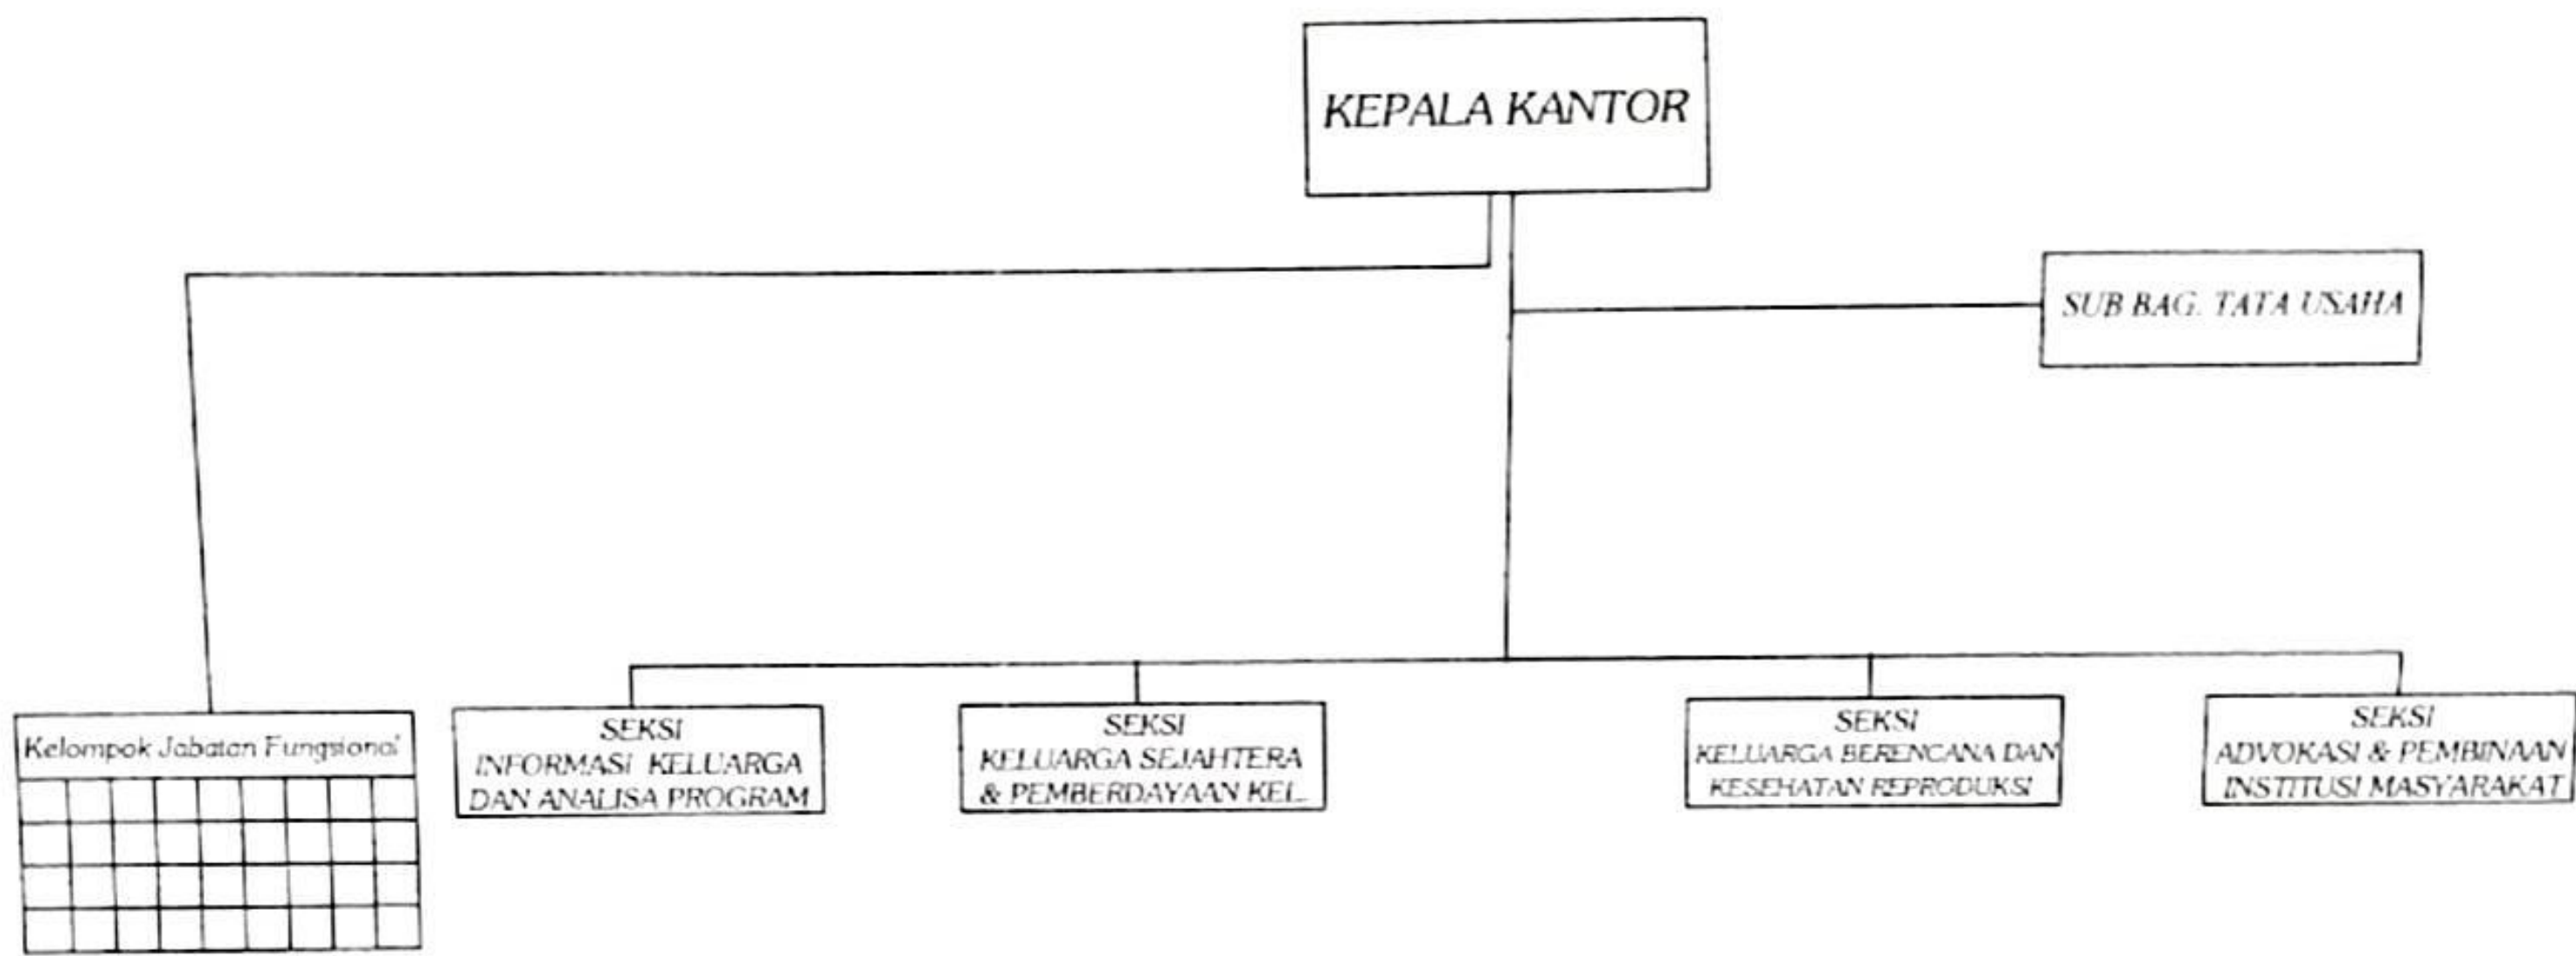 KEPALA KANTOR
SUB BAG. TATA USAHA
Kelompok Jabatan Fungsional
SEKSI
INFORMASI KELUARGA
DAN ANALISA PROGRAM
SEKSI
KELUARGA SEJAHTERA
& PEMBERDAYAAN KEL.
SEKSI
KELUARGA BERENCANA DAN
KESEHATAN REPRODUKSI
SEKSI
ADVOKASI & PEMBINAAN
INSTITUSI MASYARAKAT